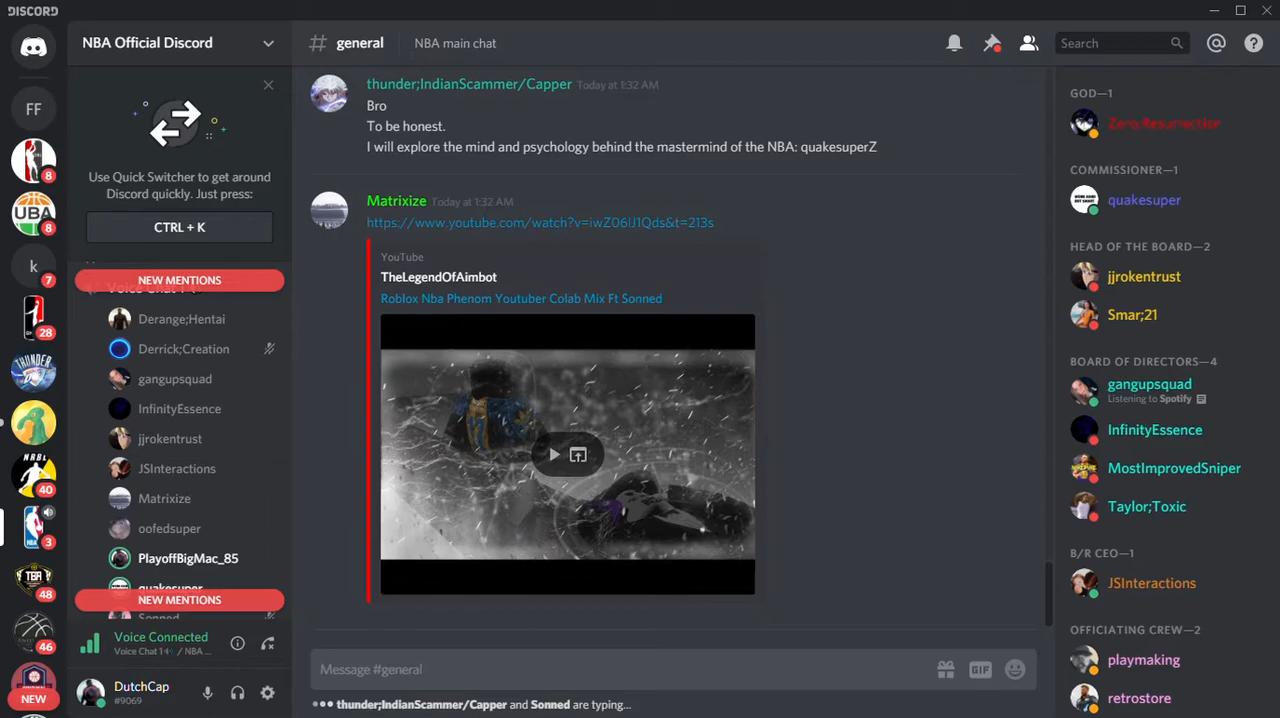 DISCORD
NBA Official Discord
# general
NBA main chat
Search
FF
8
UBA
8
k
7
28
THUNDER
NRBL
40
3
TBA
48
46
NEW
Use Quick Switcher to get around
Discord quickly. Just press:
CTRL + K
NEW MENTIONS
Derange;Hentai
Derrick;Creation
gangupsquad
InfinityEssence
jjrokentrust
JSInteractions
Matrixize
oofedsuper
PlayoffBigMac_85
quakesuper
NEW MENTIONS
Sonned
Voice Connected
/ NBA ...
DutchCap
#9069
thunder;IndianScammer/Capper Today at 1:32 AM
Bro
To be honest.
I will explore the mind and psychology behind the mastermind of the NBA: quakesuperZ
Matrixize Today at 1:32 AM
https://www.youtube.com/watch?v=iwZ06lJ1Qds&t=213s
YouTube
TheLegendOfAimbot
Roblox Nba Phenom Youtuber Colab Mix Ft Sonned
Message #general
GIF
thunder;IndianScammer/Capper and Sonned are typing...
GOD—1
Zero;Resurrection
COMMISSIONER—1
quakesuper
HEAD OF THE BOARD—2
jjrokentrust
Smar;21
BOARD OF DIRECTORS—4
gangupsquad
Listening to Spotify
InfinityEssence
MostImprovedSniper
Taylor;Toxic
B/R CEO—1
JSInteractions
OFFICIATING CREW—2
playmaking
retrostore